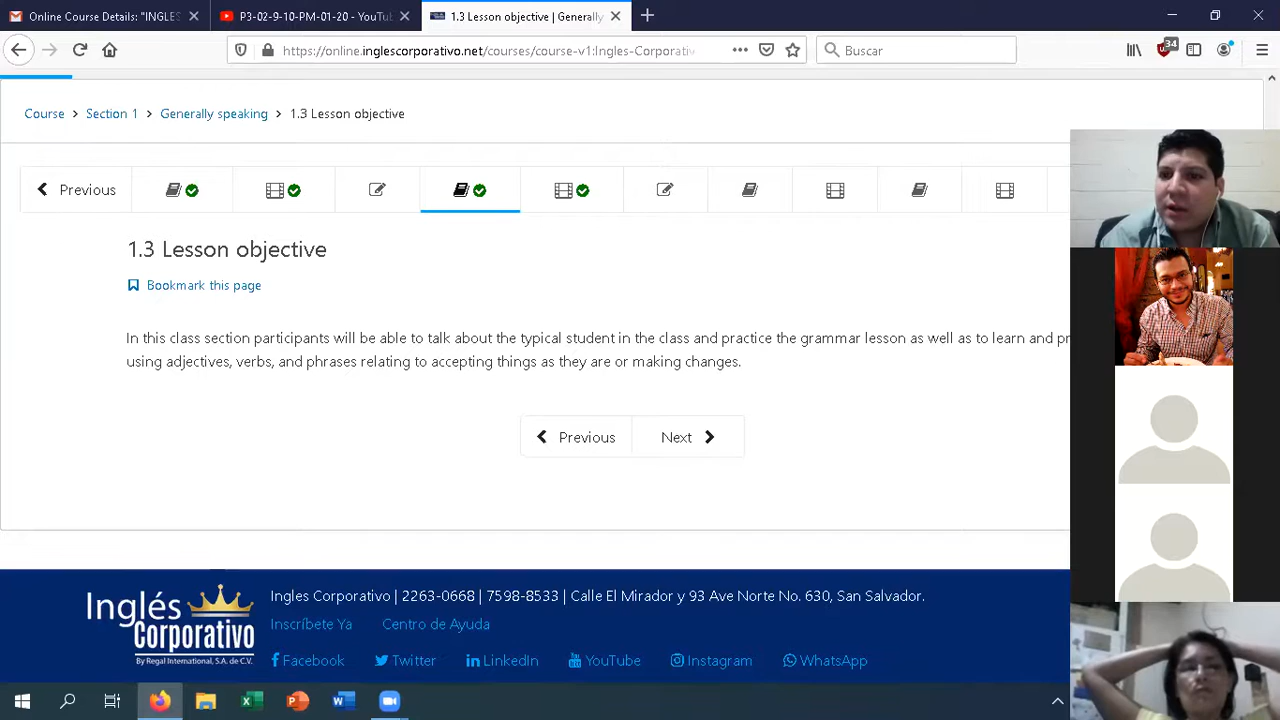 Online Course Details: "INGLÉS
P3-02-9-10-PM-01-20 - YouTub
1.3 Lesson objective | Generally
https://online.inglescorporativo.net/courses/course-v1:Ingles-Corporativ
Buscar
34
Course > Section 1 > Generally speaking > 1.3 Lesson objective
Previous
1.3 Lesson objective
Bookmark this page
In this class section participants will be able to talk about the typical student in the class and practice the grammar lesson as well as to learn and pr
using adjectives, verbs, and phrases relating to accepting things as they are or making changes.
Previous Next
Inglés
Corporativo
By Regal International, S.A. de C.V.
Ingles Corporativo | 2263-0668 | 7598-8533 | Calle El Mirador y 93 Ave Norte No. 630, San Salvador.
Inscríbete Ya Centro de Ayuda
Facebook Twitter LinkedIn YouTube Instagram WhatsApp